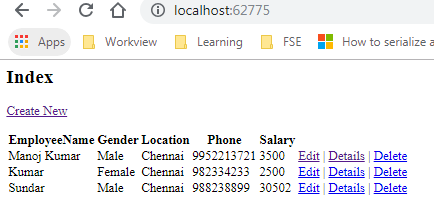 localhost:62775
Apps Workview Learning FSE How to serialize a
Index
Create New
EmployeeName Gender Location Phone Salary
Manoj Kumar Male Chennai 9952213721 3500 Edit | Details | Delete
Kumar Female Chennai 982334233 2500 Edit | Details | Delete
Sundar Male Chennai 988238899 30502 Edit | Details | Delete